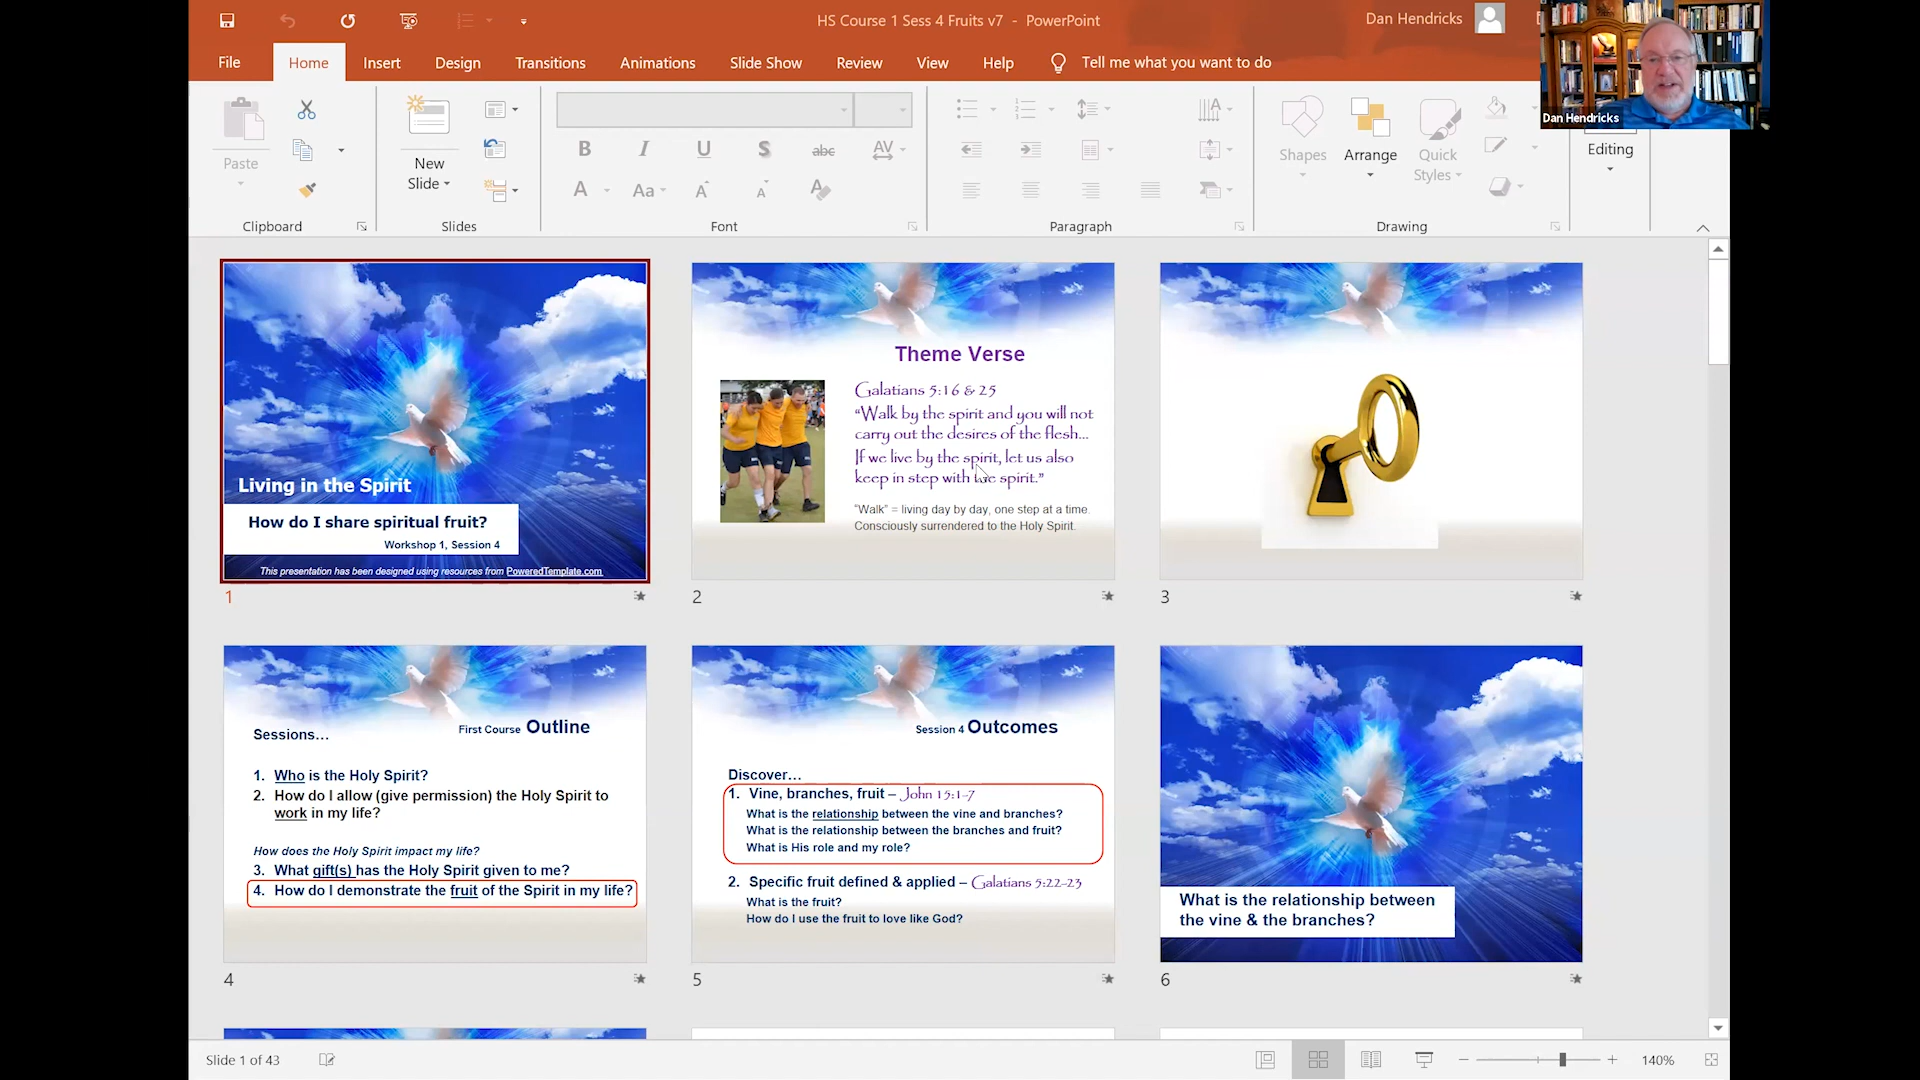 HS Course 1 Sess 4 Fruits v7 - PowerPoint
Dan Hendricks
File Home Insert Design Transitions Animations Slide Show Review View Help Tell me what you want to do
Dan Hendricks
Paste
New
Slide
B I U S abc AV
A Aa A A A
Shapes
Arrange
Quick
Styles
Editing
Clipboard
Slides
Font
Paragraph
Drawing
Living in the Spirit
How do I share spiritual fruit?
Workshop 1, Session 4
This presentation has been designed using resources from PoweredTemplate.com
1
Theme Verse
Galatians 5:16 & 25
“Walk by the spirit and you will not
carry out the desires of the flesh...
If we live by the spirit, let us also
keep in step with the spirit.”
“Walk” = living day by day, one step at a time.
Consciously surrendered to the Holy Spirit.
2
3
First Course Outline
Sessions...
1. Who is the Holy Spirit?
2. How do I allow (give permission) the Holy Spirit to
work in my life?
How does the Holy Spirit impact my life?
3. What gift(s) has the Holy Spirit given to me?
4. How do I demonstrate the fruit of the Spirit in my life?
4
Session 4 Outcomes
Discover...
1. Vine, branches, fruit – John 15:1-7
What is the relationship between the vine and branches?
What is the relationship between the branches and fruit?
What is His role and my role?
2. Specific fruit defined & applied – Galatians 5:22-23
What is the fruit?
How do I use the fruit to love like God?
5
What is the relationship between
the vine & the branches?
6
Slide 1 of 43
140%